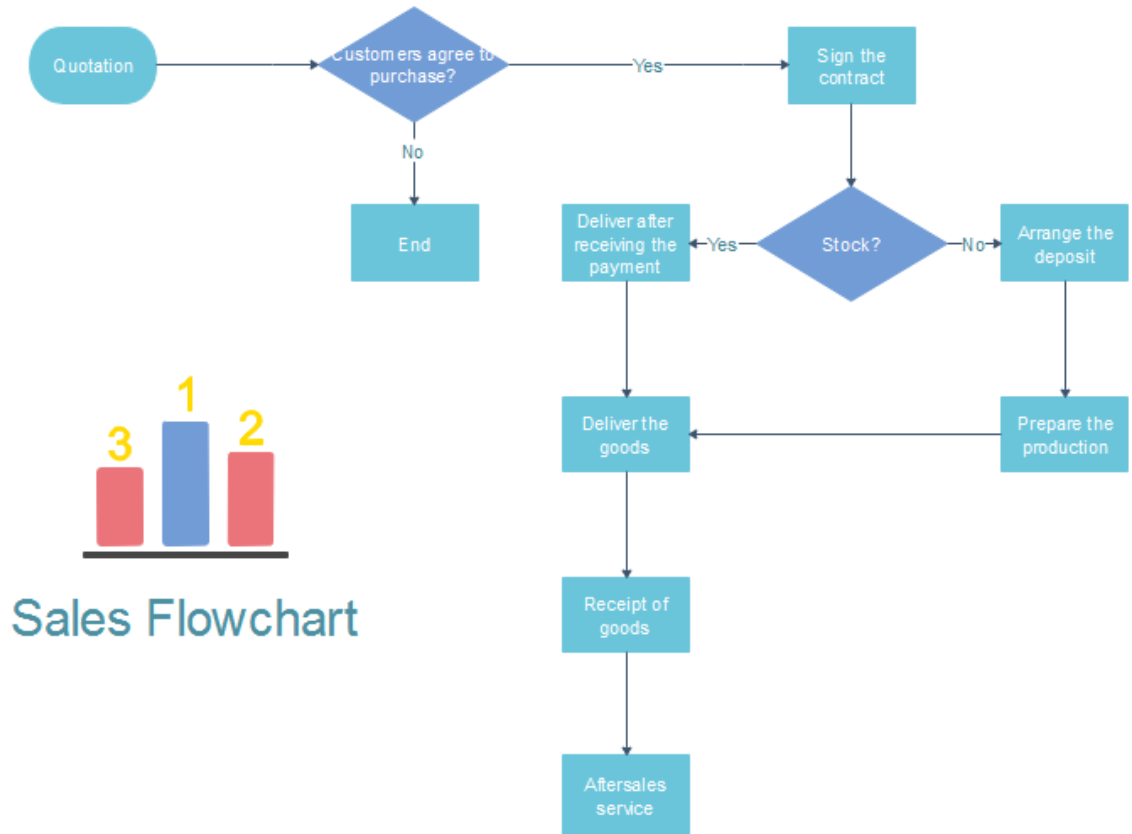 Quotation
Customers agree to
purchase?
Yes
Sign the
contract
No
End
Deliver after
receiving the
payment
Yes
Stock?
No
Arrange the
deposit
1
2
3
Deliver the
goods
Prepare the
production
Sales Flowchart
Receipt of
goods
Aftersales
service